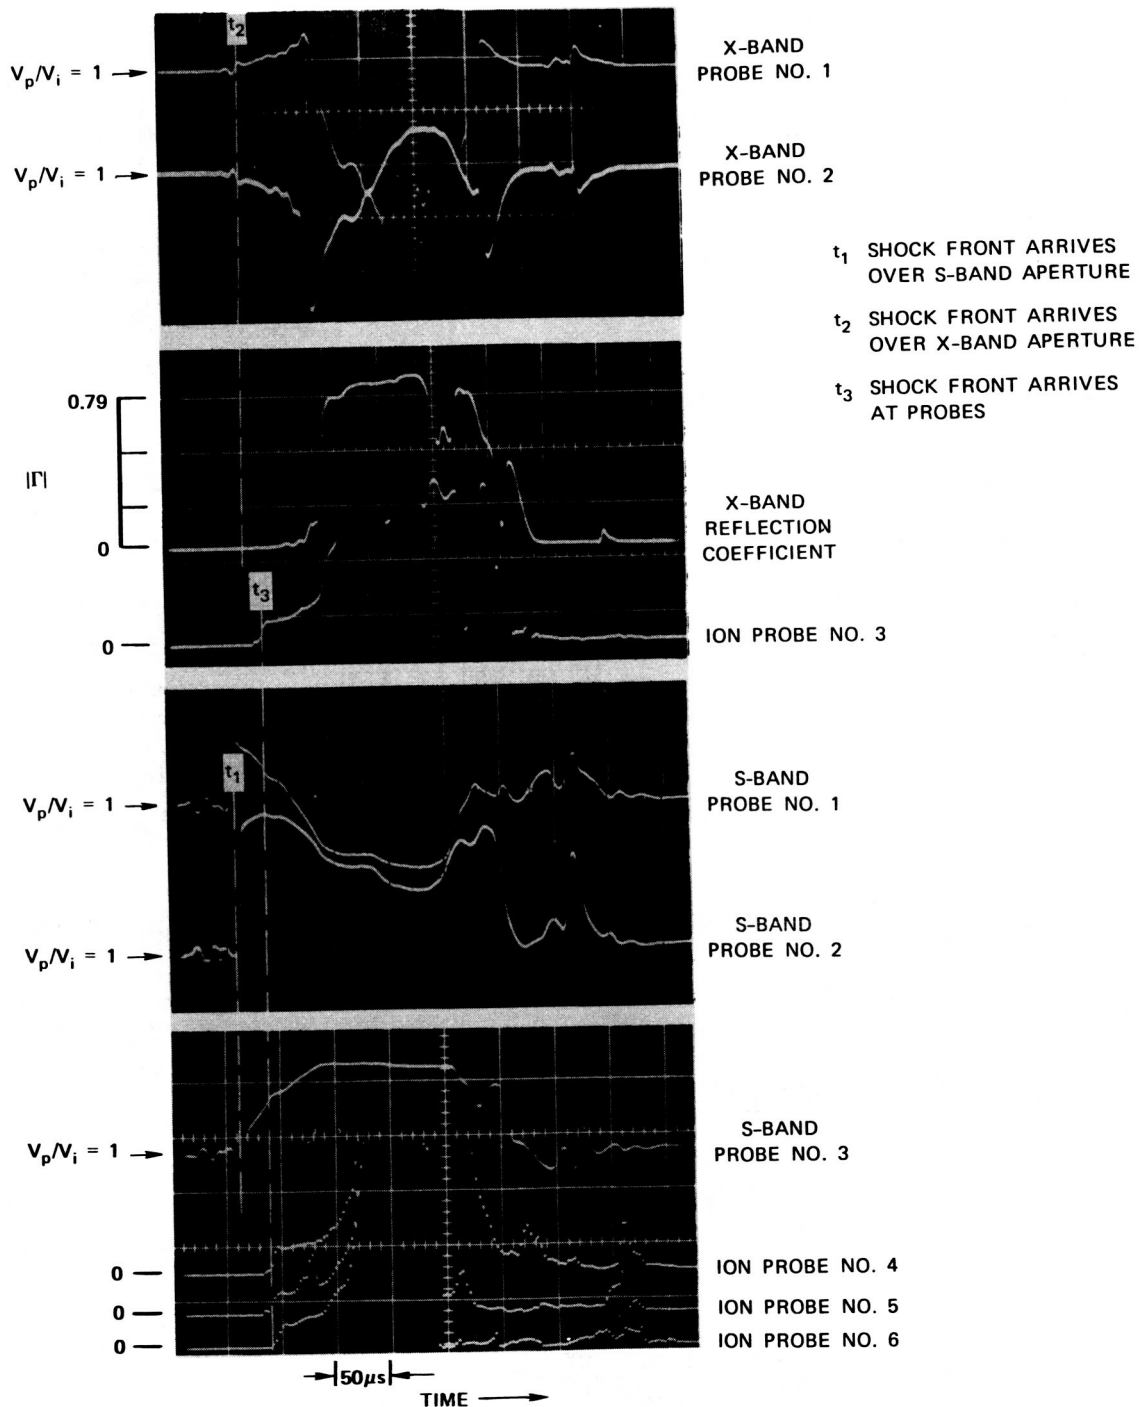 t2
Vp/Vi = 1
X-BAND
PROBE NO. 1
Vp/Vi = 1
X-BAND
PROBE NO. 2
t1 SHOCK FRONT ARRIVES
OVER S-BAND APERTURE
t2 SHOCK FRONT ARRIVES
OVER X-BAND APERTURE
t3 SHOCK FRONT ARRIVES
AT PROBES
0.79
|Γ|
0
X-BAND
REFLECTION
COEFFICIENT
t3
0
ION PROBE NO. 3
t1
Vp/Vi = 1
S-BAND
PROBE NO. 1
Vp/Vi = 1
S-BAND
PROBE NO. 2
Vp/Vi = 1
S-BAND
PROBE NO. 3
0
ION PROBE NO. 4
0
ION PROBE NO. 5
0
ION PROBE NO. 6
50μs
TIME